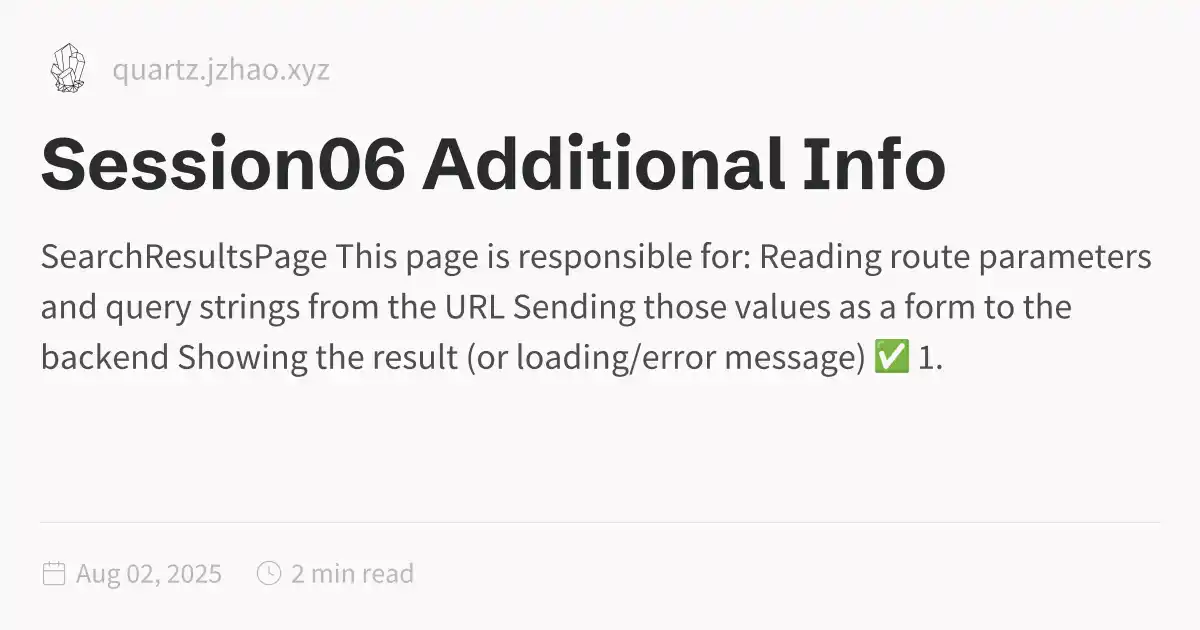 quartz.jzhao.xyz
Session06 Additional Info
SearchResultsPage This page is responsible for: Reading route parameters
and query strings from the URL Sending those values as a form to the
backend Showing the result (or loading/error message) ✅ 1.
Aug 02, 2025 2 min read